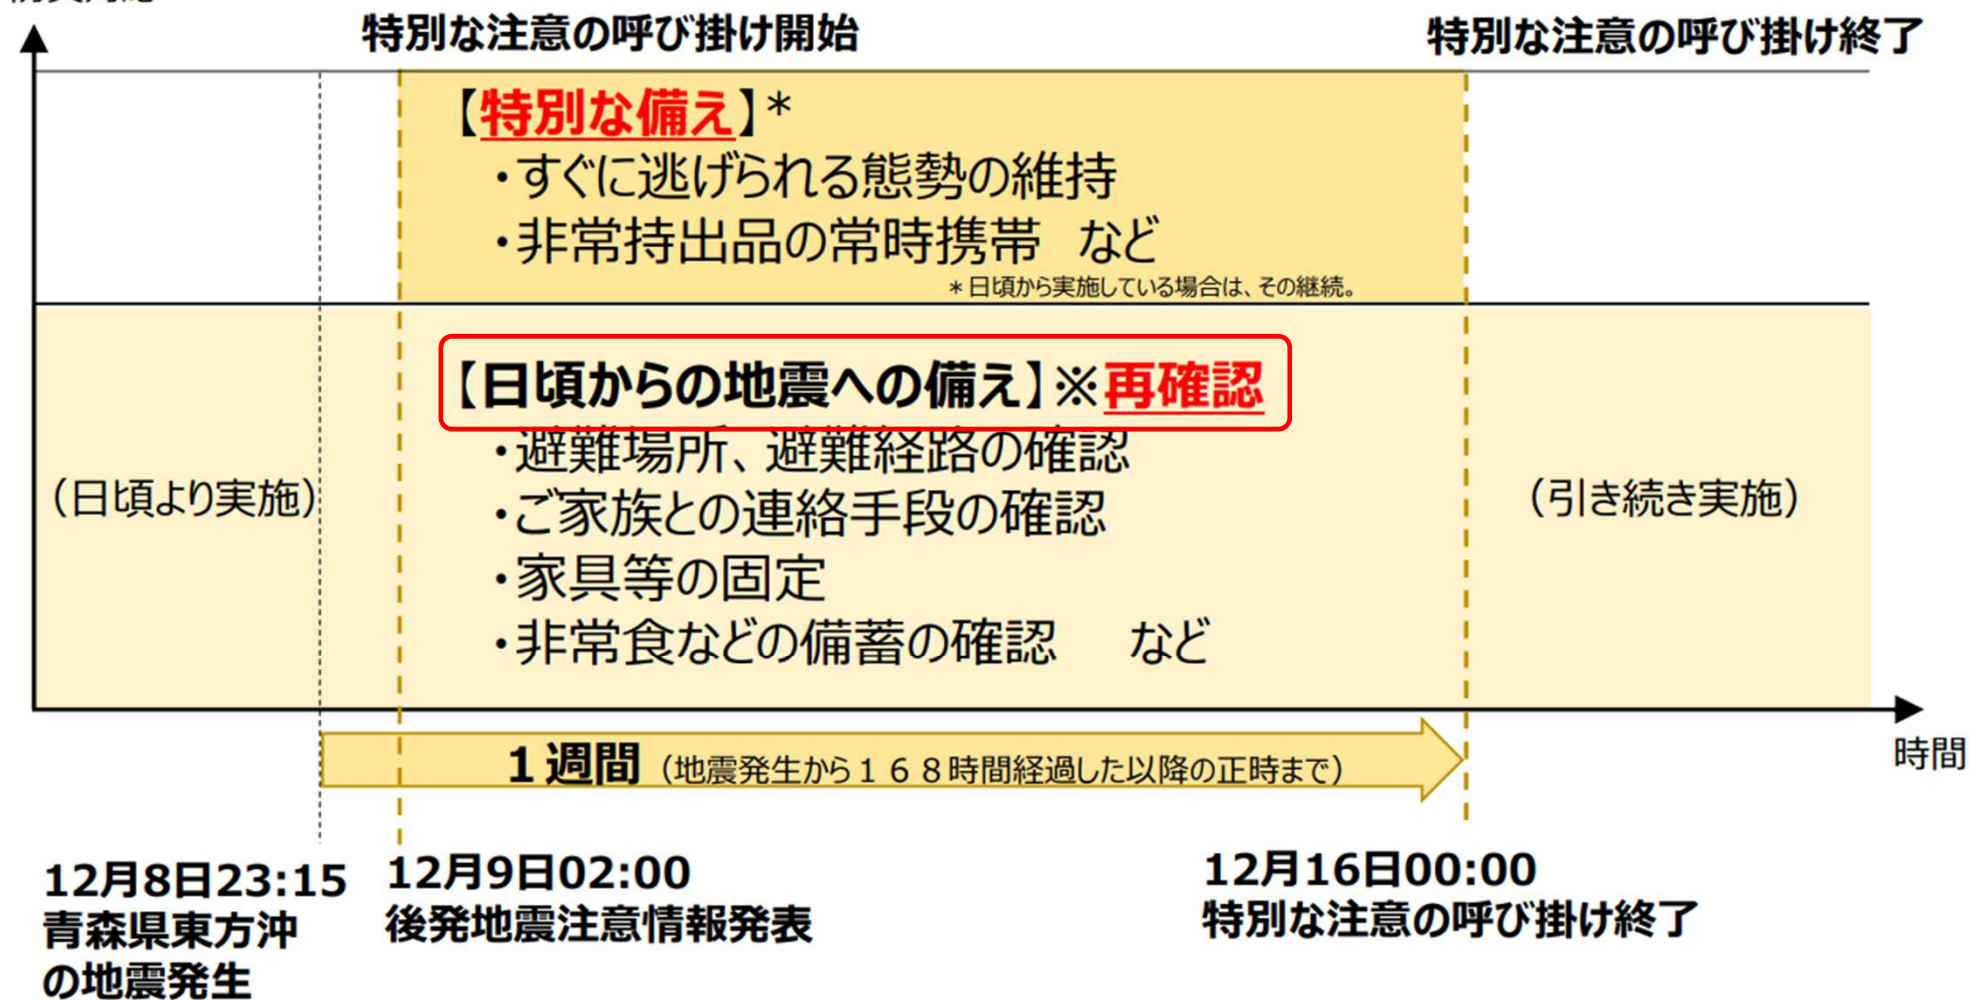 特別な注意の呼び掛け開始
特別な注意の呼び掛け終了
【特別な備え】*
・すぐに逃げられる態勢の維持
・非常持出品の常時携帯　など
*日頃から実施している場合は、その継続。
【日頃からの地震への備え】※再確認
・避難場所、避難経路の確認
・ご家族との連絡手段の確認
・家具等の固定
・非常食などの備蓄の確認　など
（日頃より実施）
（引き続き実施）
１週間（地震発生から１６８時間経過した以降の正時まで）
時間
12月8日23:15
青森県東方沖
の地震発生
12月9日02:00
後発地震注意情報発表
12月16日00:00
特別な注意の呼び掛け終了